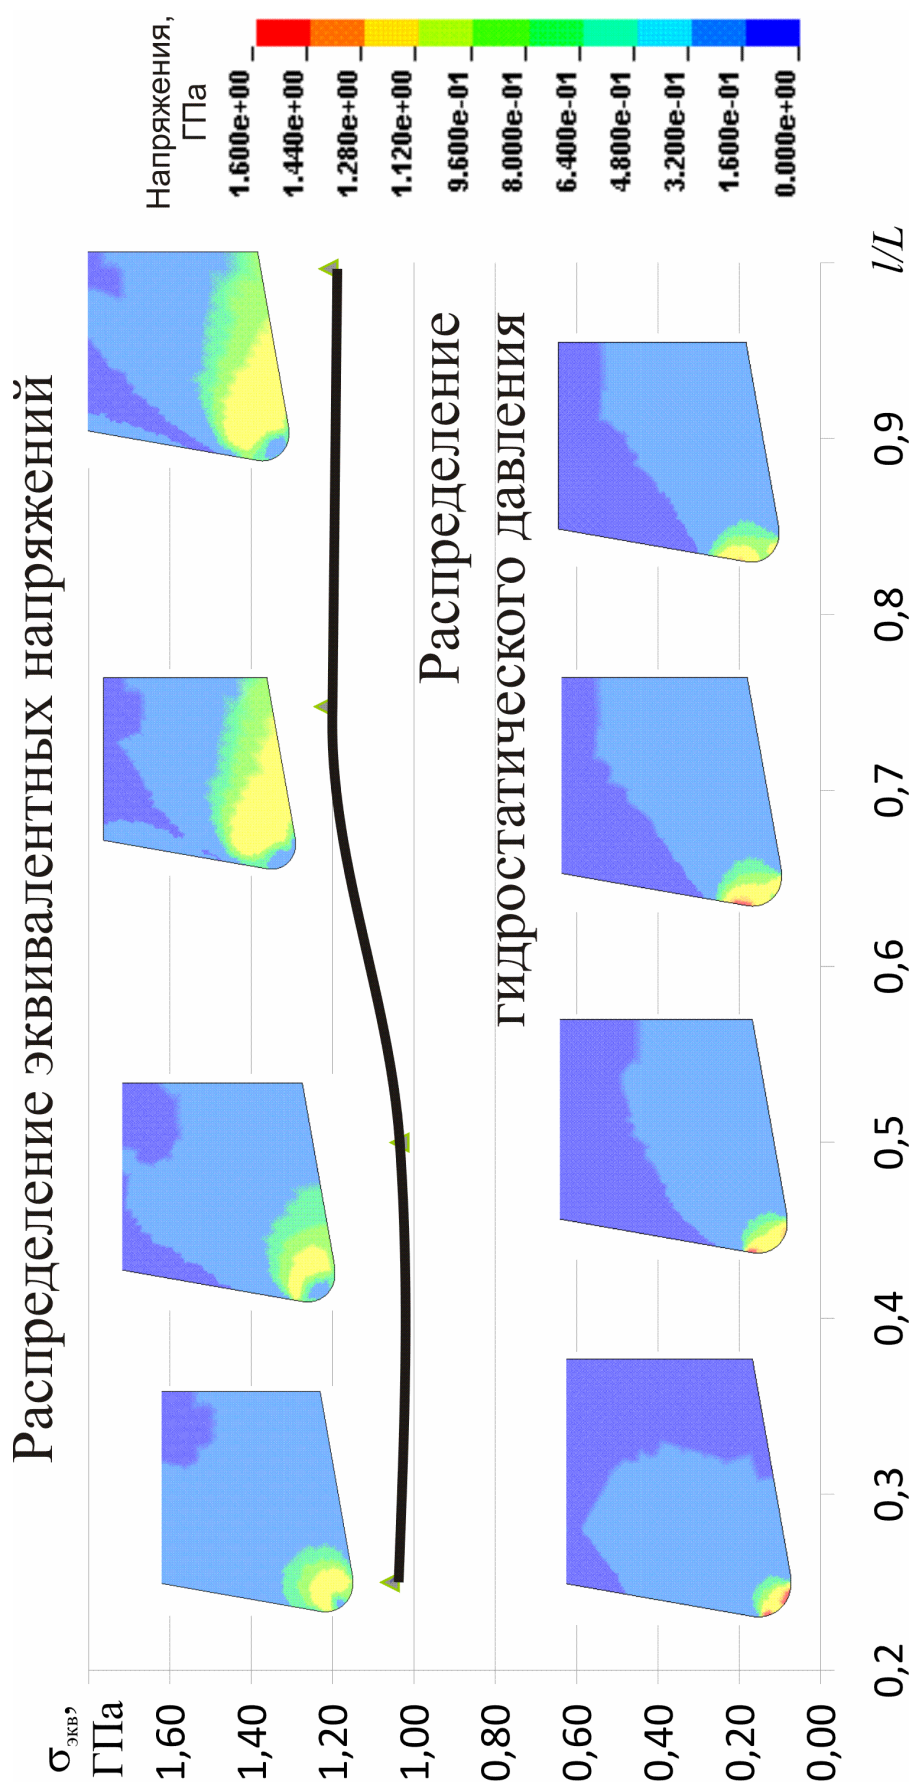 Распределение эквивалентных напряжений
σэкв,
ГПа
1,60
1,40
1,20
1,00
0,80
0,60
0,40
0,20
0,00
Распределение
гидростатического давления
0,2
0,3
0,4
0,5
0,6
0,7
0,8
0,9
l/L
Напряжения,
ГПа
1.600e+00
1.440e+00
1.280e+00
1.120e+00
9.600e-01
8.000e-01
6.400e-01
4.800e-01
3.200e-01
1.600e-01
0.000e+00